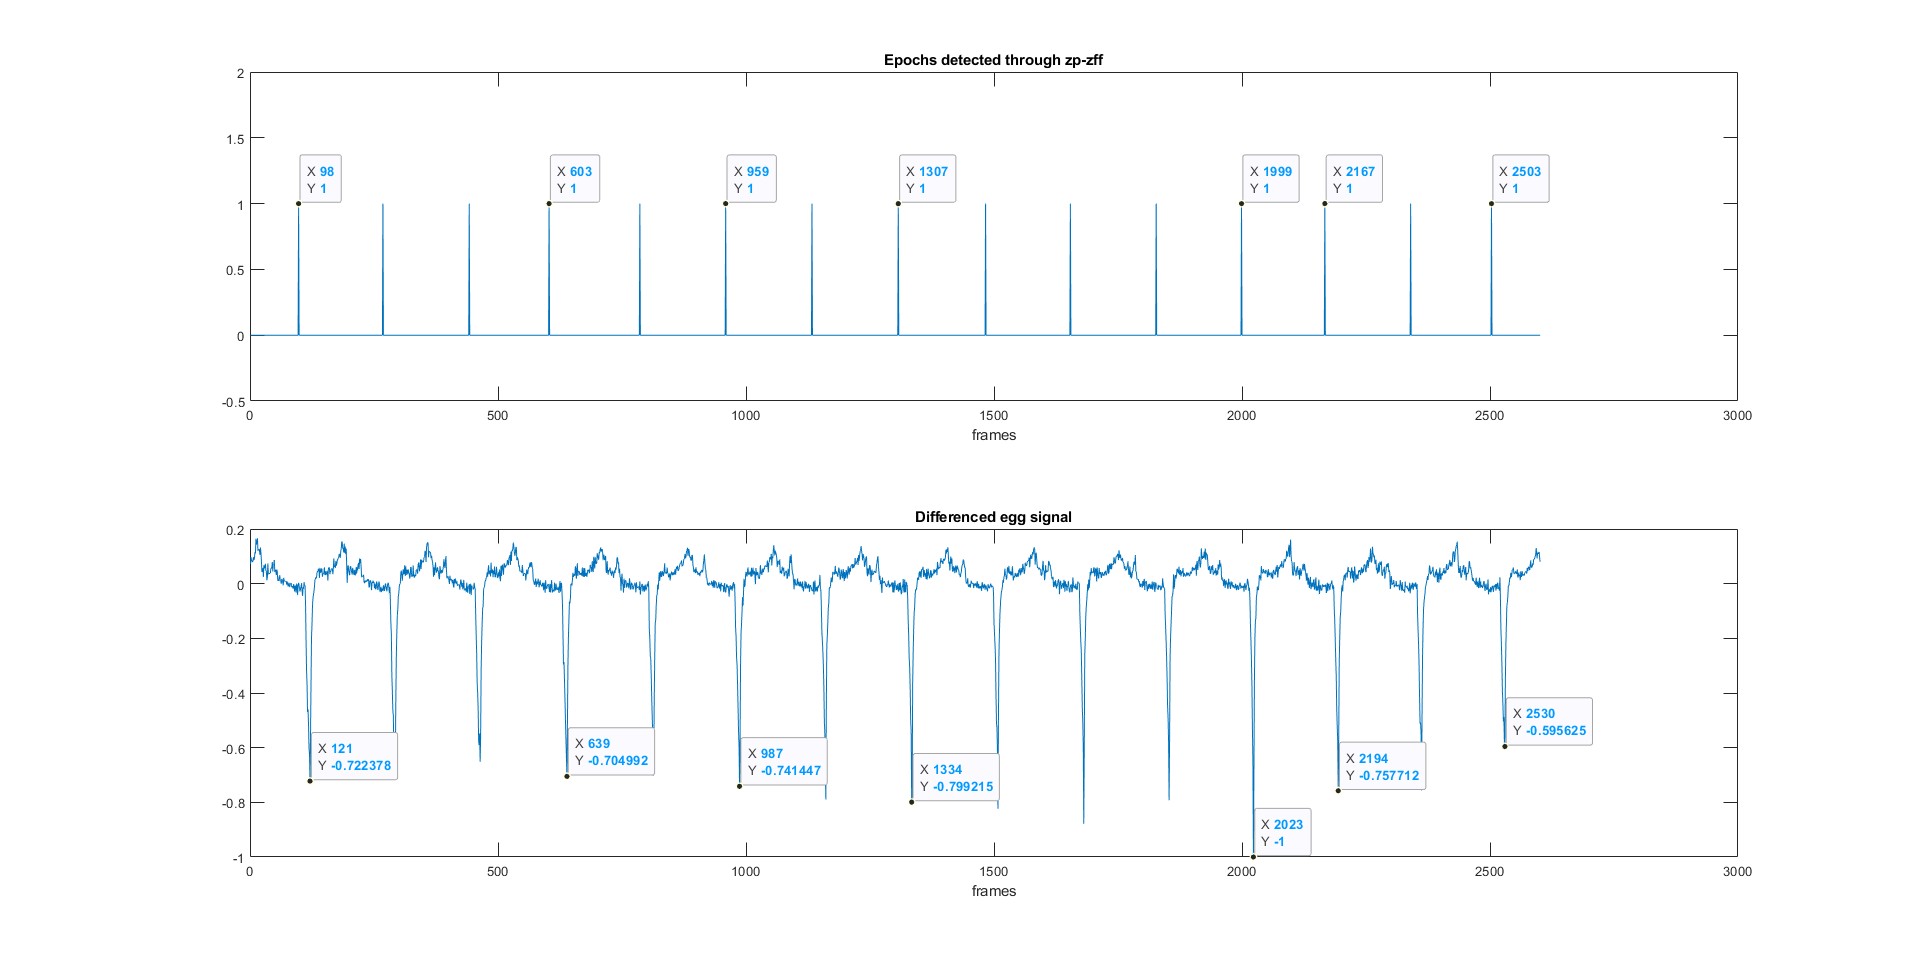 Epochs detected through zp-zff
2
1.5
1
0.5
0
-0.5
X 98
Y 1
X 603
Y 1
X 959
Y 1
X 1307
Y 1
X 1999
Y 1
X 2167
Y 1
X 2503
Y 1
0 500 1000 1500 2000 2500 3000
frames
Differenced egg signal
0.2
0
-0.2
-0.4
-0.6
-0.8
-1
X 121
Y -0.722378
X 639
Y -0.704992
X 987
Y -0.741447
X 1334
Y -0.799215
X 2023
Y -1
X 2194
Y -0.757712
X 2530
Y -0.595625
0 500 1000 1500 2000 2500 3000
frames